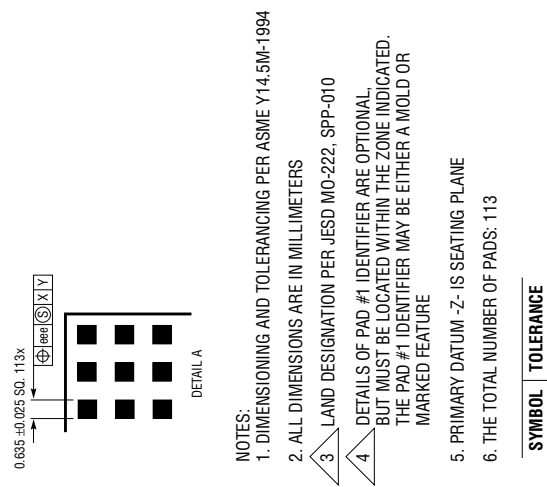 0.635 ±0.025 SQ. 113x
⌖ eee Ⓢ X Y
DETAIL A
NOTES:
1. DIMENSIONING AND TOLERANCING PER ASME Y14.5M-1994
2. ALL DIMENSIONS ARE IN MILLIMETERS
3 LAND DESIGNATION PER JESD MO-222, SPP-010
4 DETAILS OF PAD #1 IDENTIFIER ARE OPTIONAL,
BUT MUST BE LOCATED WITHIN THE ZONE INDICATED.
THE PAD #1 IDENTIFIER MAY BE EITHER A MOLD OR
MARKED FEATURE
5. PRIMARY DATUM -Z- IS SEATING PLANE
6. THE TOTAL NUMBER OF PADS: 113
SYMBOL TOLERANCE